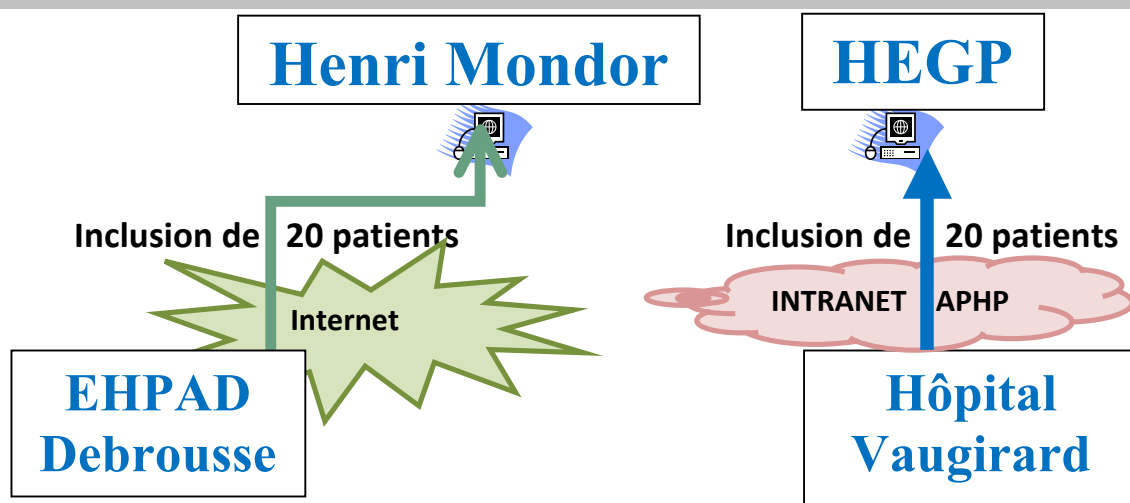 Henri Mondor
HEGP
Inclusion de 20 patients
Inclusion de 20 patients
Internet
INTRANET APHP
EHPAD
Debrousse
Hôpital
Vaugirard